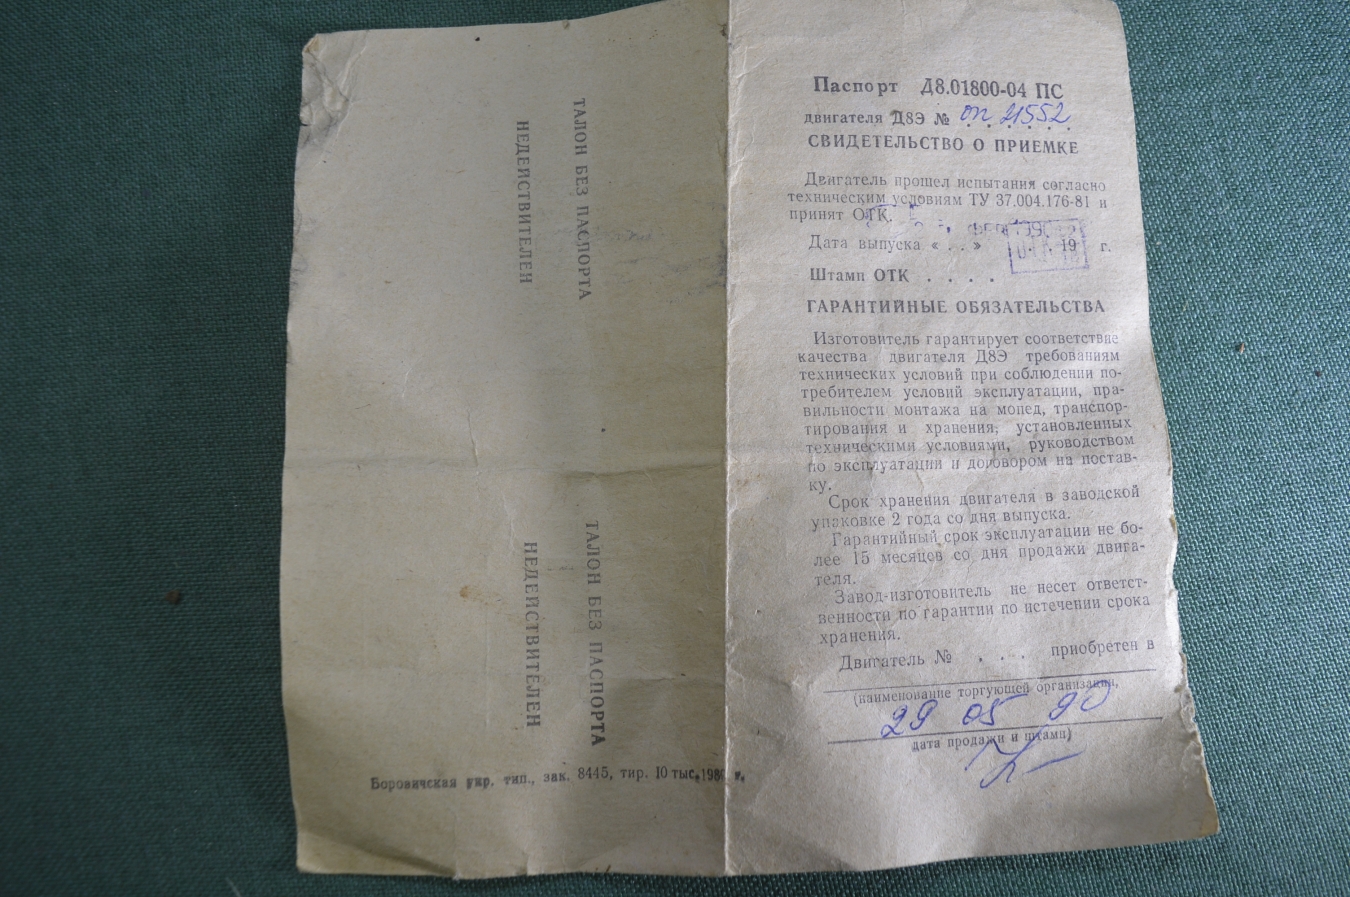 ТАЛОН БЕЗ ПАСПОРТА
НЕДЕЙСТВИТЕЛЕН
ТАЛОН БЕЗ ПАСПОРТА
НЕДЕЙСТВИТЕЛЕН
Боровичская укр. тип., зак. 8445, тир. 10 тыс. г.
Паспорт Д8.01800-04 ПС
двигателя Д8Э № оп 21552
СВИДЕТЕЛЬСТВО О ПРИЕМКЕ
Двигатель прошел испытания согласно
техническим условиям ТУ 37.004.176-81 и
принят ОТК.
ФЕВ 1990
Дата выпуска « . . » . . 19 г.
Штамп ОТК . . . .
ГАРАНТИЙНЫЕ ОБЯЗАТЕЛЬСТВА
Изготовитель гарантирует соответствие
качества двигателя Д8Э требованиям
технических условий при соблюдении по-
требителем условий эксплуатации, пра-
вильности монтажа на мопед, транспор-
тирования и хранения, установленных
техническими условиями, руководством
по эксплуатации и договором на постав-
ку.
Срок хранения двигателя в заводской
упаковке 2 года со дня выпуска.
Гарантийный срок эксплуатации не бо-
лее 15 месяцев со дня продажи двига-
теля.
Завод-изготовитель не несет ответст-
венности по гарантии по истечении срока
хранения.
Двигатель № . . . приобретен в
(наименование торгующей организации,
29 05 90
дата продажи и штамп)